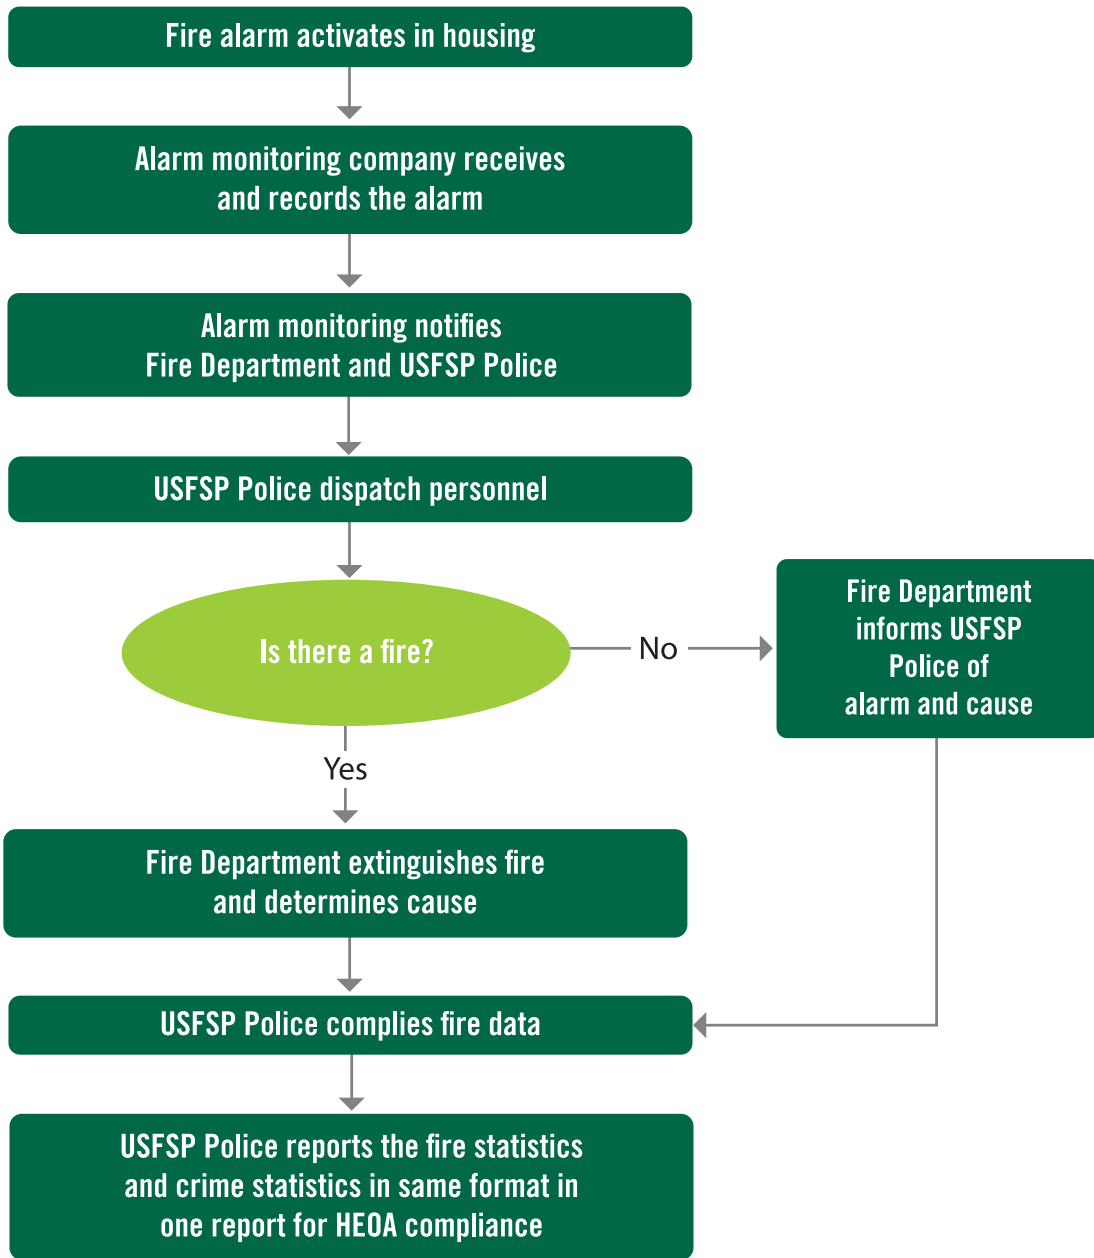 Fire alarm activates in housing
Alarm monitoring company receives
and records the alarm
Alarm monitoring notifies
Fire Department and USFSP Police
USFSP Police dispatch personnel
Is there a fire?
No
Fire Department
informs USFSP
Police of
alarm and cause
Yes
Fire Department extinguishes fire
and determines cause
USFSP Police complies fire data
USFSP Police reports the fire statistics
and crime statistics in same format in
one report for HEOA compliance